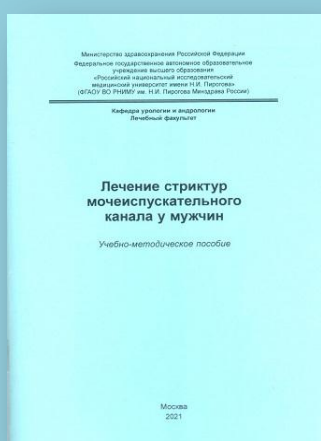 Министерство здравоохранения Российской Федерации
Федеральное государственное автономное образовательное
учреждение высшего образования
«Российский национальный исследовательский
медицинский университет имени Н.И. Пирогова»
(ФГАОУ ВО РНИМУ им. Н.И. Пирогова Минздрава России)
Кафедра урологии и андрологии
Лечебный факультет
Лечение стриктур
мочеиспускательного
канала у мужчин
Учебно-методическое пособие
Москва
2021